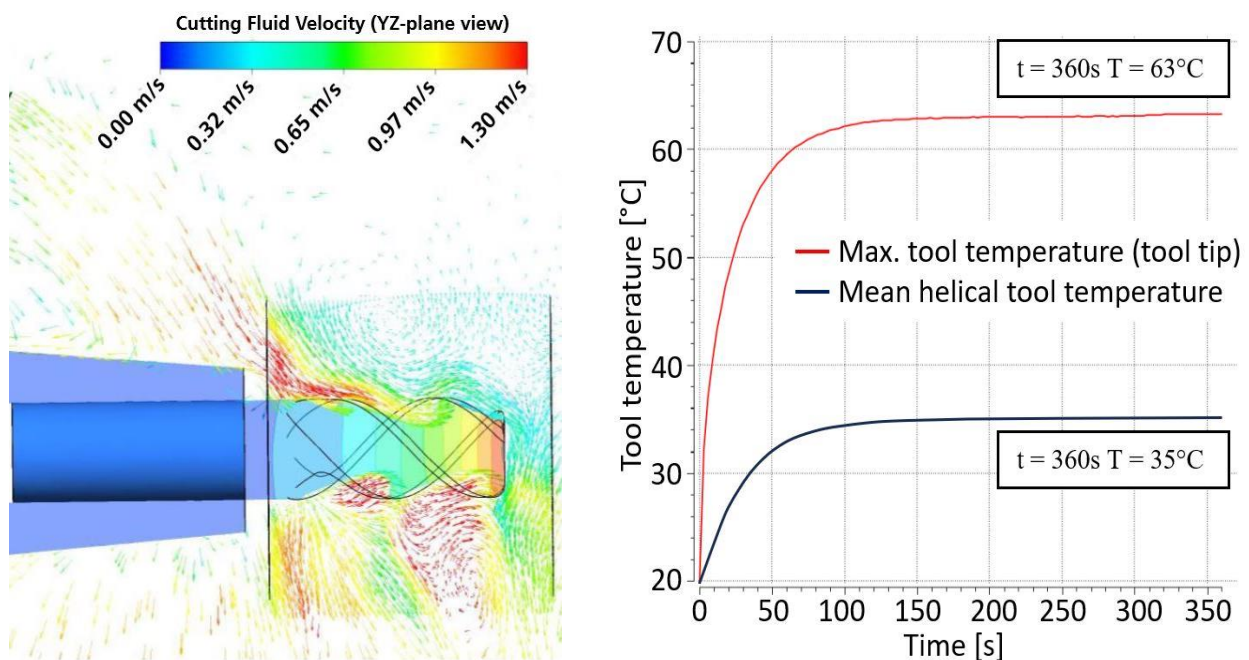 Cutting Fluid Velocity (YZ-plane view)
0.00 m/s
0.32 m/s
0.65 m/s
0.97 m/s
1.30 m/s
Tool temperature [°C]
70
60
50
40
30
20
t = 360s T = 63°C
Max. tool temperature (tool tip)
Mean helical tool temperature
t = 360s T = 35°C
0
50
100
150
200
250
300
350
Time [s]